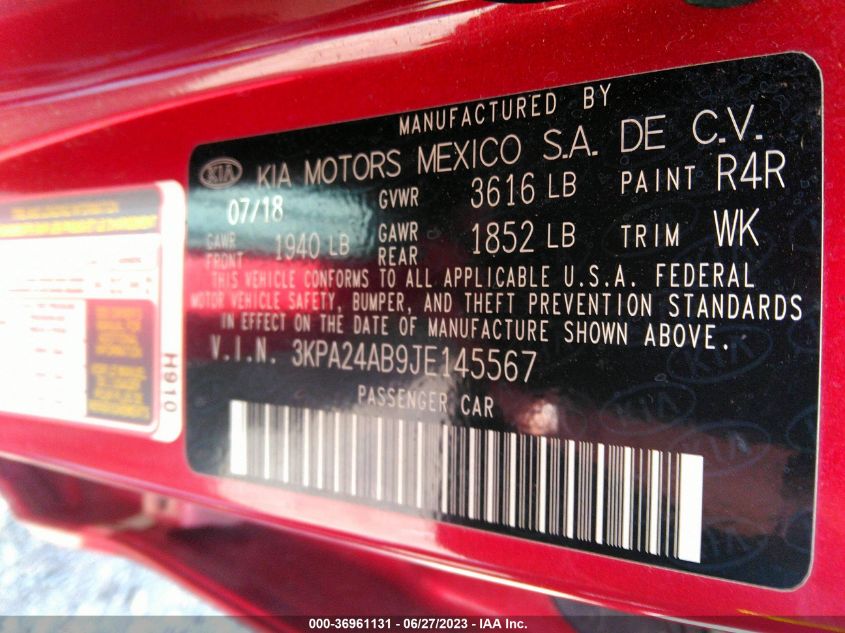 MANUFACTURED BY
KIA KIA MOTORS MEXICO S.A. DE C.V.
07/18 GVWR 3616 LB PAINT R4R
GAWR FRONT 1940 LB GAWR REAR 1852 LB TRIM WK
THIS VEHICLE CONFORMS TO ALL APPLICABLE U.S.A. FEDERAL
MOTOR VEHICLE SAFETY, BUMPER, AND THEFT PREVENTION STANDARDS
IN EFFECT ON THE DATE OF MANUFACTURE SHOWN ABOVE.
V.I.N. 3KPA24AB9JE145567
PASSENGER CAR
H910
000-36961131 - 06/27/2023 - IAA Inc.